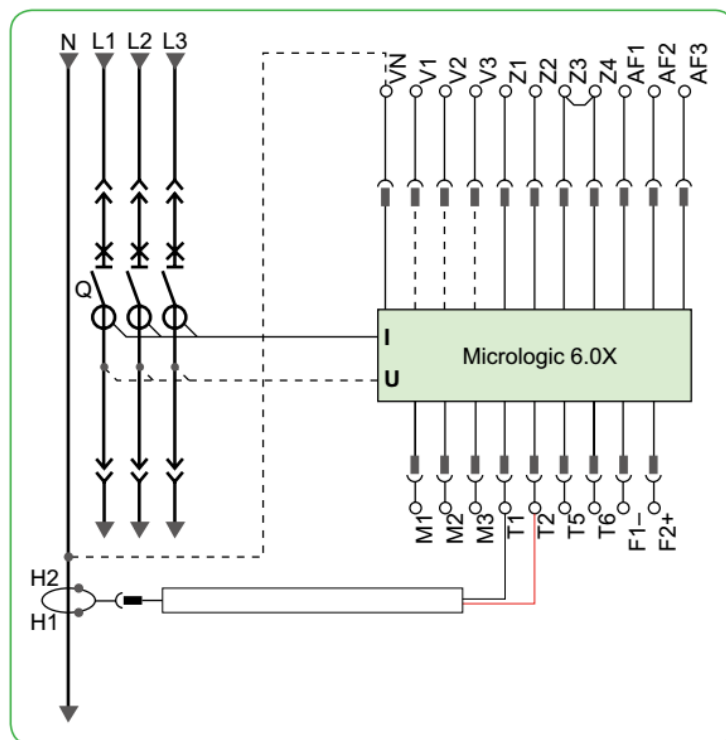 N L1 L2 L3
VN V1 V2 V3 Z1 Z2 Z3 Z4 AF1 AF2 AF3
Q
I
Micrologic 6.0X
U
M1 M2 M3 T1 T2 T5 T6 F1– F2+
H2
H1